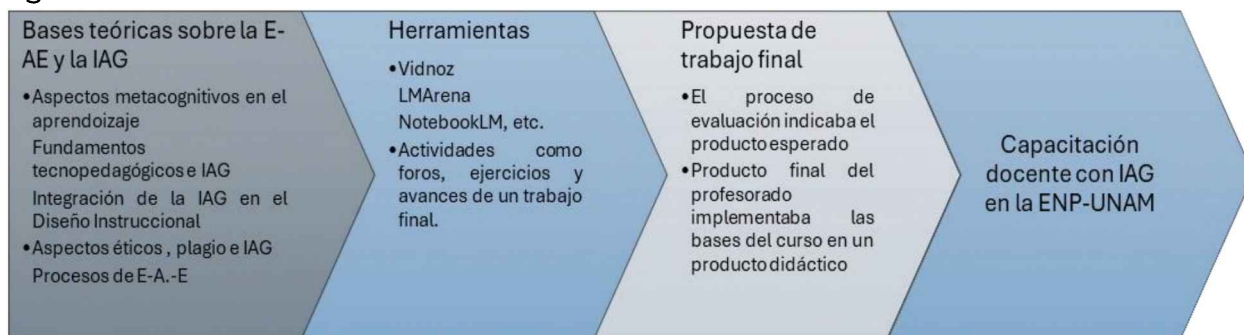 Bases teóricas sobre la E-
AE y la IAG
•Aspectos metacognitivos en el
aprendoizaje
Fundamentos
tecnopedagógicos e IAG
Integración de la IAG en el
Diseño Instruccional
•Aspectos éticos , plagio e IAG
Procesos de E-A.-E
Herramientas
•Vidnoz
LMArena
NotebookLM, etc.
•Actividades como
foros, ejercicios y
avances de un trabajo
final.
Propuesta de
trabajo final
•El proceso de
evaluación indicaba el
producto esperado
•Producto final del
profesorado
implementaba las
bases del curso en un
producto didáctico
Capacitación
docente con IAG
en la ENP-UNAM